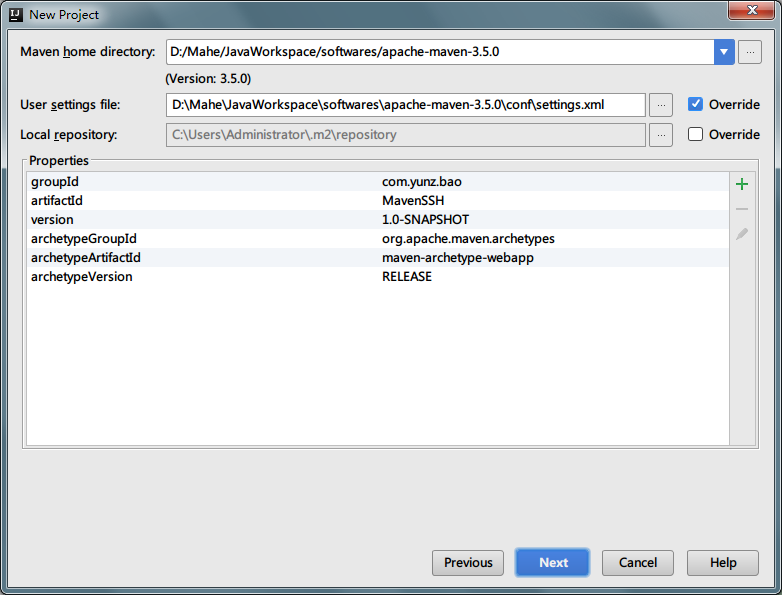 New Project
Maven home directory: D:/Mahe/JavaWorkspace/softwares/apache-maven-3.5.0 ...
(Version: 3.5.0)
User settings file: D:\Mahe\JavaWorkspace\softwares\apache-maven-3.5.0\conf\settings.xml ... Override
Local repository: C:\Users\Administrator\.m2\repository ... Override
Properties
groupId com.yunz.bao
artifactId MavenSSH
version 1.0-SNAPSHOT
archetypeGroupId org.apache.maven.archetypes
archetypeArtifactId maven-archetype-webapp
archetypeVersion RELEASE
Previous Next Cancel Help